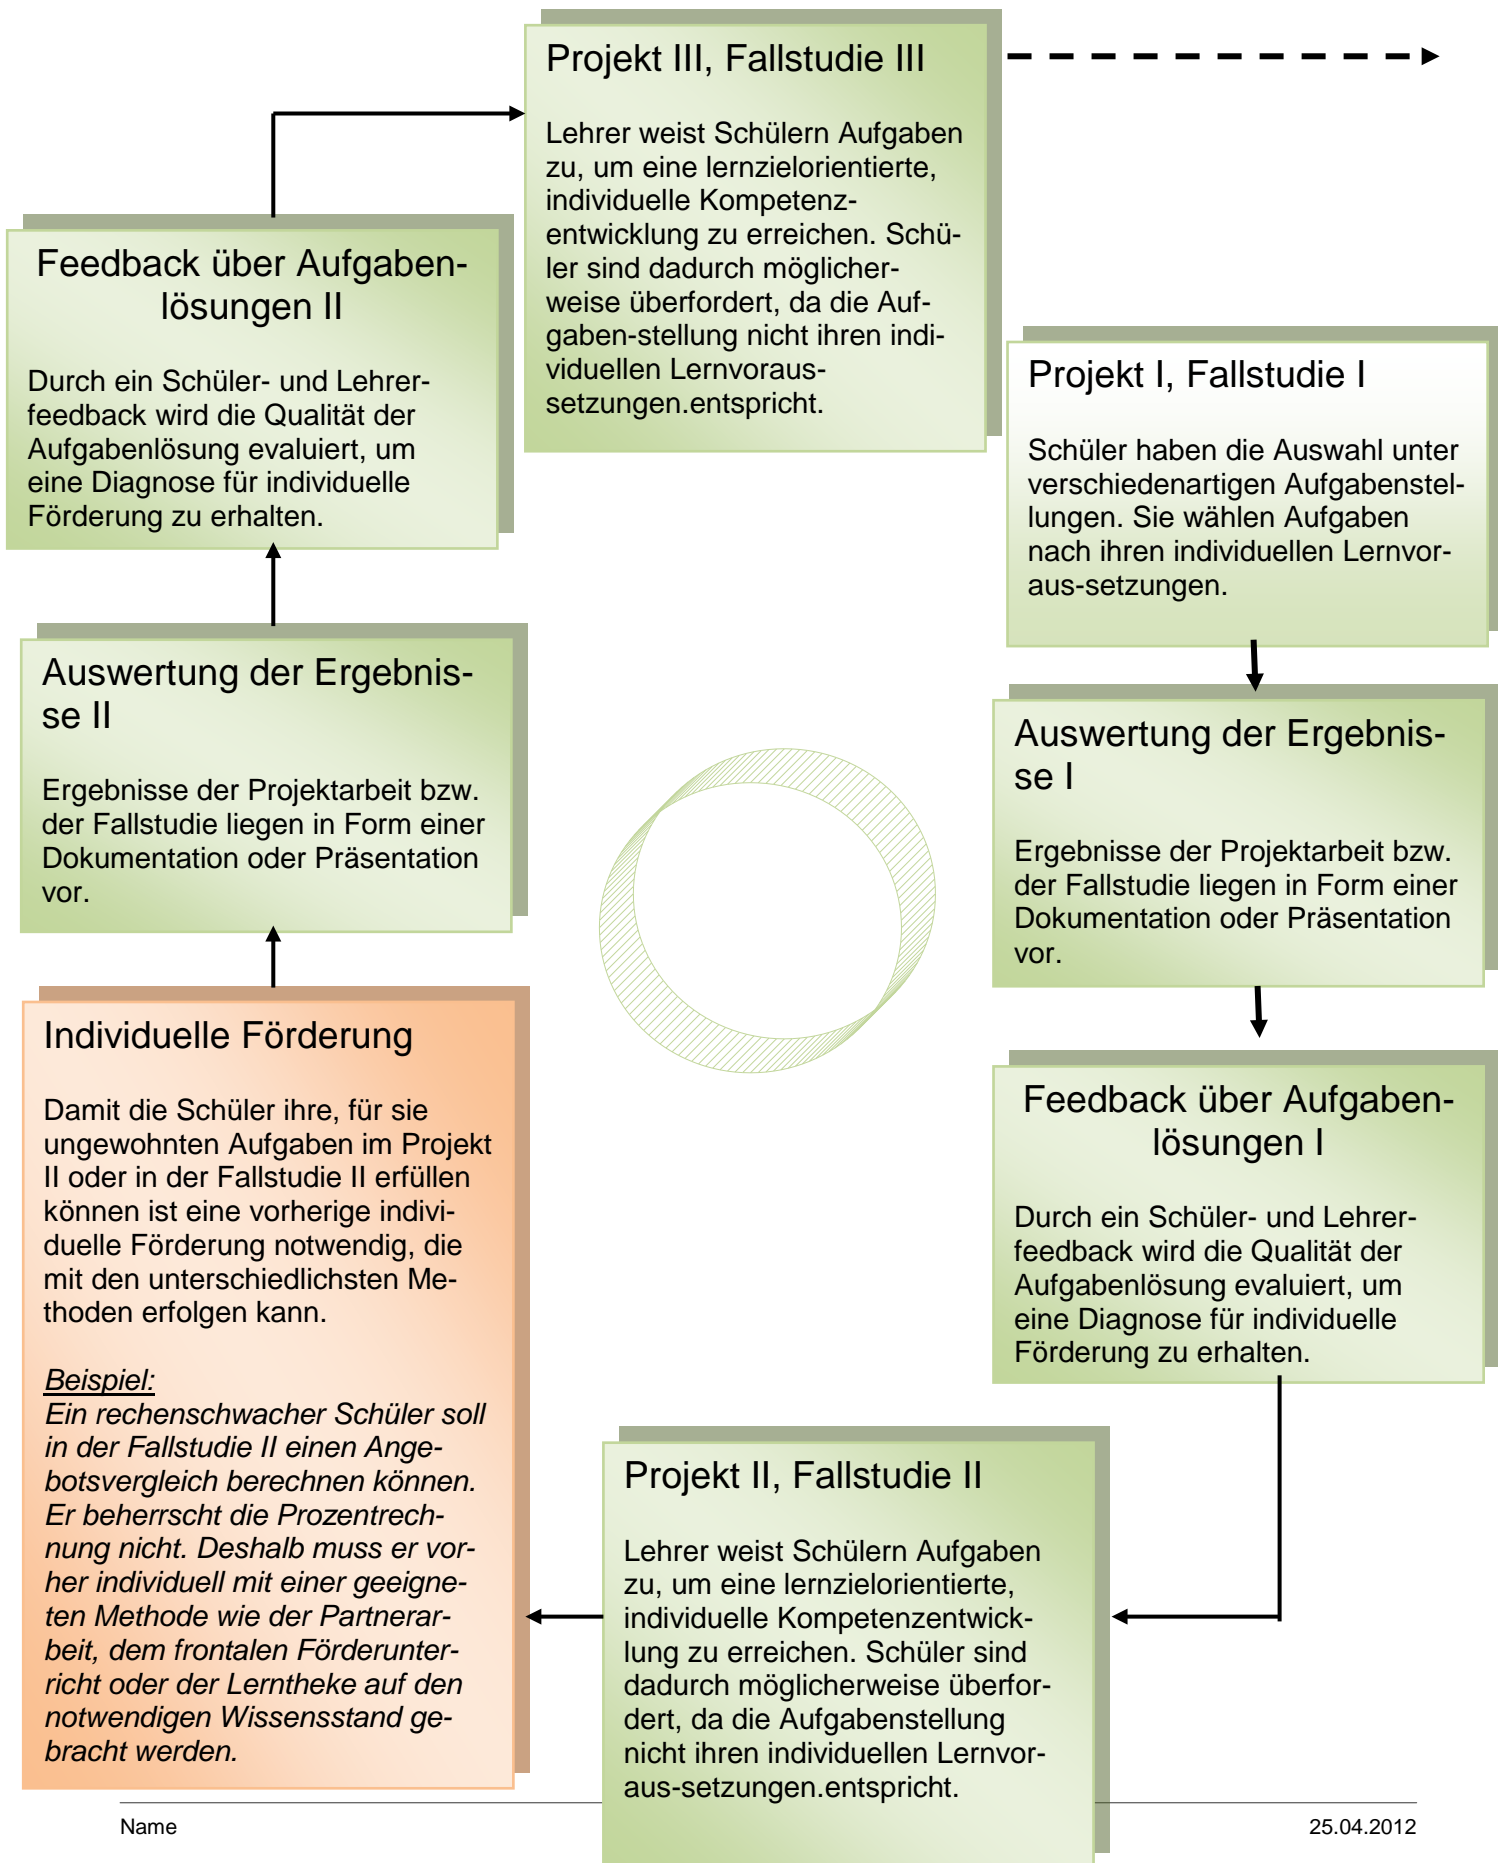 Projekt III, Fallstudie III
Lehrer weist Schülern Aufgaben
zu, um eine lernzielorientierte,
individuelle Kompetenz-
entwicklung zu erreichen. Schü-
ler sind dadurch möglicher-
weise überfordert, da die Auf-
gaben-stellung nicht ihren indi-
viduellen Lernvoraus-
setzungen.entspricht.
Feedback über Aufgaben-
lösungen II
Durch ein Schüler- und Lehrer-
feedback wird die Qualität der
Aufgabenlösung evaluiert, um
eine Diagnose für individuelle
Förderung zu erhalten.
Projekt I, Fallstudie I
Schüler haben die Auswahl unter
verschiedenartigen Aufgabenstel-
lungen. Sie wählen Aufgaben
nach ihren individuellen Lernvor-
aus-setzungen.
Auswertung der Ergebnis-
se II
Ergebnisse der Projektarbeit bzw.
der Fallstudie liegen in Form einer
Dokumentation oder Präsentation
vor.
Auswertung der Ergebnis-
se I
Ergebnisse der Projektarbeit bzw.
der Fallstudie liegen in Form einer
Dokumentation oder Präsentation
vor.
Individuelle Förderung
Damit die Schüler ihre, für sie
ungewohnten Aufgaben im Projekt
II oder in der Fallstudie II erfüllen
können ist eine vorherige indivi-
duelle Förderung notwendig, die
mit den unterschiedlichsten Me-
thoden erfolgen kann.
Beispiel:
Ein rechenschwacher Schüler soll
in der Fallstudie II einen Ange-
botsvergleich berechnen können.
Er beherrscht die Prozentrech-
nung nicht. Deshalb muss er vor-
her individuell mit einer geeigne-
ten Methode wie der Partnerar-
beit, dem frontalen Förderunter-
richt oder der Lerntheke auf den
notwendigen Wissensstand ge-
bracht werden.
Feedback über Aufgaben-
lösungen I
Durch ein Schüler- und Lehrer-
feedback wird die Qualität der
Aufgabenlösung evaluiert, um
eine Diagnose für individuelle
Förderung zu erhalten.
Projekt II, Fallstudie II
Lehrer weist Schülern Aufgaben
zu, um eine lernzielorientierte,
individuelle Kompetenzentwick-
lung zu erreichen. Schüler sind
dadurch möglicherweise überfor-
dert, da die Aufgabenstellung
nicht ihren individuellen Lernvor-
aus-setzungen.entspricht.
Name
25.04.2012